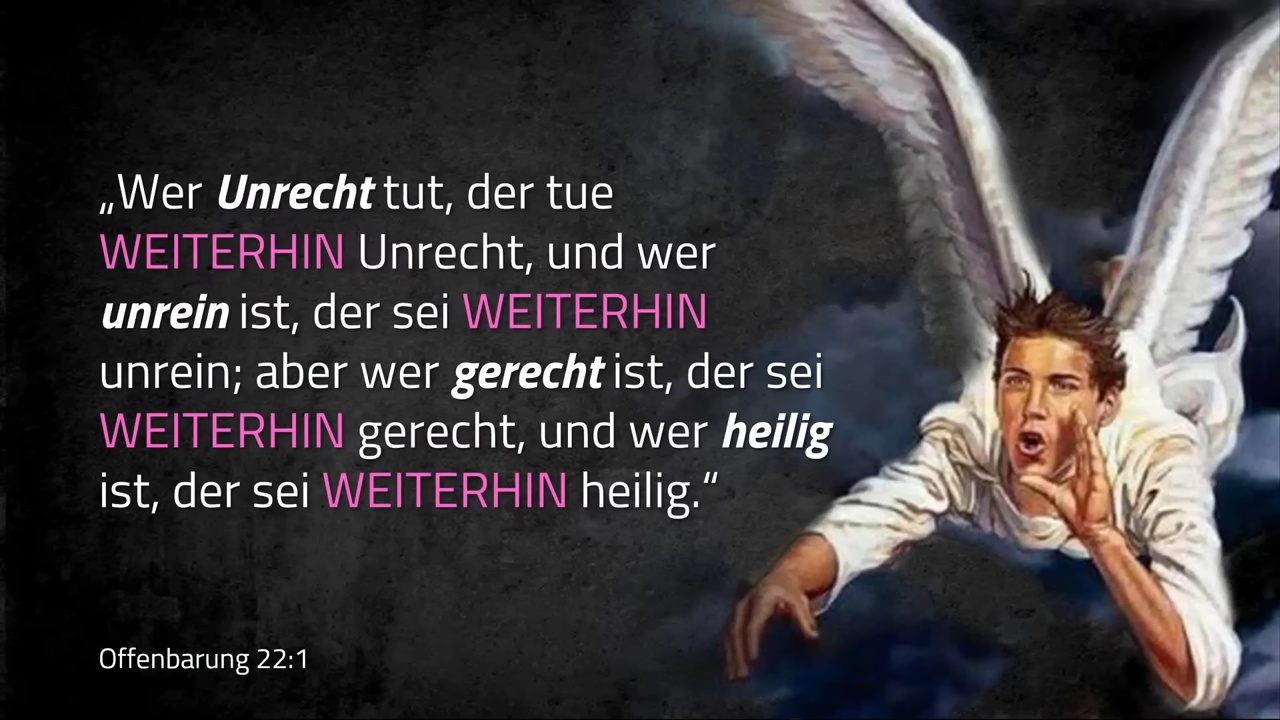 „Wer Unrecht tut, der tue
WEITERHIN Unrecht, und wer
unrein ist, der sei WEITERHIN
unrein; aber wer gerecht ist, der sei
WEITERHIN gerecht, und wer heilig
ist, der sei WEITERHIN heilig.“
Offenbarung 22:1